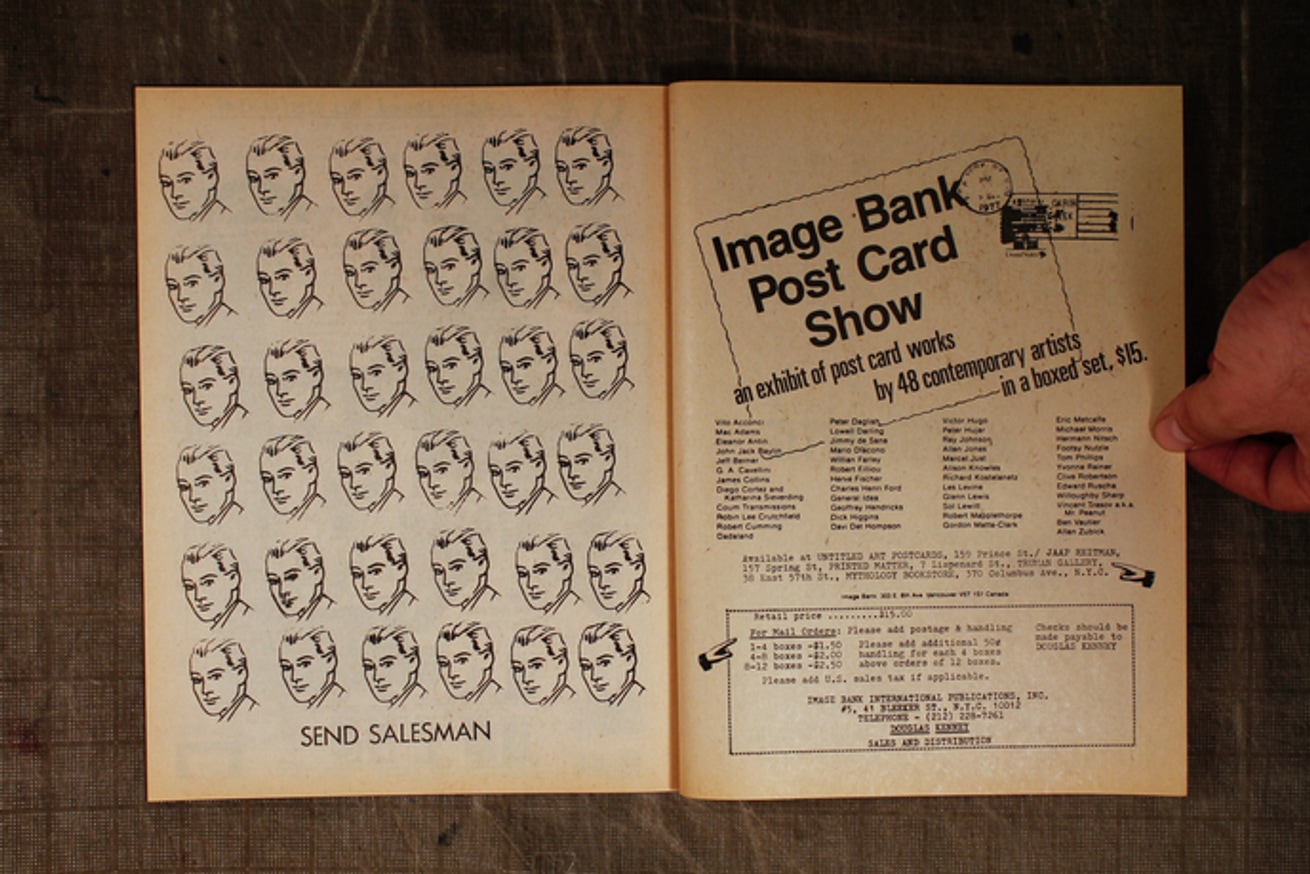 SEND SALESMAN
1977
Image Bank
Post Card
Show
an exhibit of post card works
by 48 contemporary artists
in a boxed set, $15.
Vito Acconci
Mac Adams
Eleanor Antin
John Jack Baylin
Jeff Berner
G. A. Cavellini
James Collins
Diego Cortez and
Katharina Sieverding
Coum Transmissions
Robin Lee Crutchfield
Robert Cumming
Dadaland
Peter Daglish
Lowell Darling
Jimmy de Sana
Mario Diacono
William Farley
Robert Filliou
Hervé Fischer
Charles Henri Ford
General Idea
Geoffrey Hendricks
Dick Higgins
Davi Det Hompson
Victor Hugo
Peter Hujar
Ray Johnson
Allen Jones
Marcel Just
Alison Knowles
Richard Kostelanetz
Les Levine
Glenn Lewis
Sol Lewitt
Robert Mapplethorpe
Gordon Matta-Clark
Eric Metcalfe
Michael Morris
Hermann Nitsch
Footsy Nutzle
Tom Phillips
Yvonne Rainer
Clive Robertson
Edward Ruscha
Willoughby Sharp
Vincent Trasov a.k.a.
Mr. Peanut
Ben Vautier
Allan Zubick
Available at UNTITLED ART POSTCARDS, 159 Prince St./ JAAP REITMAN,
157 Spring St, PRINTED MATTER, 7 Lispenard St., TRUMAN GALLERY,
38 East 57th St., MYTHOLOGY BOOKSTORE, 370 Columbus Ave., N.Y.C.
Image Bank 303 E. 8th Ave Vancouver V5T 1S1 Canada
Retail price .........$15.00
For Mail Orders: Please add postage & handling
1-4 boxes -$1.50 Please add additional 50¢
4-8 boxes -$2.00 handling for each 4 boxes
8-12 boxes -$2.50 above orders of 12 boxes.
Please add U.S. sales tax if applicable.
Checks should be
made payable to
DOUGLAS KENNEY
IMAGE BANK INTERNATIONAL PUBLICATIONS, INC.
#5, 41 BLEEKER ST., N.Y.C. 10012
TELEPHONE - (212) 228-7261
DOUGLAS KENNEY
SALES AND DISTRIBUTION